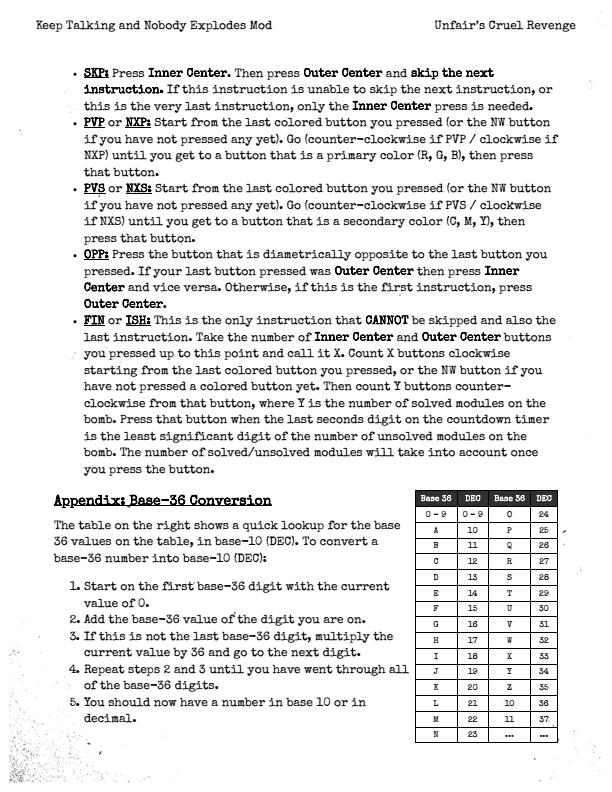 Keep Talking and Nobody Explodes Mod Unfair's Cruel Revenge
• SKP: Press Inner Center. Then press Outer Center and skip the next
instruction. If this instruction is unable to skip the next instruction, or
this is the very last instruction, only the Inner Center press is needed.
• PVP or NXP: Start from the last colored button you pressed (or the NW button
if you have not pressed any yet). Go (counter-clockwise if PVP / clockwise if
NXP) until you get to a button that is a primary color (R, G, B), then press
that button.
• PVS or NXS: Start from the last colored button you pressed (or the NW button
if you have not pressed any yet). Go (counter-clockwise if PVS / clockwise
if NXS) until you get to a button that is a secondary color (C, M, Y), then
press that button.
• OPP: Press the button that is diametrically opposite to the last button you
pressed. If your last button pressed was Outer Center then press Inner
Center and vice versa. Otherwise, if this is the first instruction, press
Outer Center.
• FIN or ISH: This is the only instruction that CANNOT be skipped and also the
last instruction. Take the number of Inner Center and Outer Center buttons
you pressed up to this point and call it X. Count X buttons clockwise
starting from the last colored button you pressed, or the NW button if you
have not pressed a colored button yet. Then count Y buttons counter-
clockwise from that button, where Y is the number of solved modules on the
bomb. Press that button when the last seconds digit on the countdown timer
is the least significant digit of the number of unsolved modules on the
bomb. The number of solved/unsolved modules will take into account once
you press the button.
Appendix: Base-36 Conversion
The table on the right shows a quick lookup for the base
36 values on the table, in base-10 (DEC). To convert a
base-36 number into base-10 (DEC):
1. Start on the first base-36 digit with the current
value of 0.
2. Add the base-36 value of the digit you are on.
3. If this is not the last base-36 digit, multiply the
current value by 36 and go to the next digit.
4. Repeat steps 2 and 3 until you have went through all
of the base-36 digits.
5. You should now have a number in base 10 or in
decimal.
Base 36 DEC Base 36 DEC
0 - 9 0 - 9 O 24
A 10 P 25
B 11 Q 26
C 12 R 27
D 13 S 28
E 14 T 29
F 15 U 30
G 16 V 31
H 17 W 32
I 18 X 33
J 19 Y 34
K 20 Z 35
L 21 10 36
M 22 11 37
N 23 ... ...